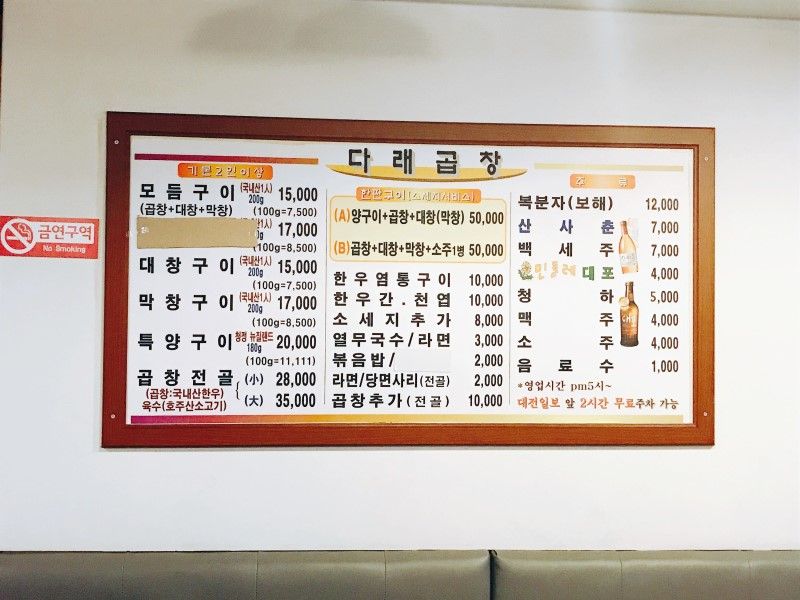 금연구역
No Smoking
다래곱창
기본2인이상
모듬구이 (국내산1人) 200g 15,000
(곱창+대창+막창) (100g=7,500)
17,000
(100g=8,500)
대창구이 (국내산1人) 200g 15,000
(100g=7,500)
막창구이 (국내산1人) 200g 17,000
(100g=8,500)
특양구이 청정 뉴질랜드 180g 20,000
(100g=11,111)
곱창전골 (小) 28,000
(곱창:국내산한우)
육수(호주산소고기) (大) 35,000
한판구이(소세지서비스)
(A)양구이+곱창+대창(막창) 50,000
(B)곱창+대창+막창+소주1병 50,000
한우염통구이 10,000
한우간.천엽 10,000
소세지추가 8,000
열무국수/라면 3,000
볶음밥/ 2,000
라면/당면사리(전골) 2,000
곱창추가(전골) 10,000
주류
복분자(보해) 12,000
산사춘 7,000
백세주 7,000
민들레대포 4,000
청하 5,000
맥주 4,000
소주 4,000
음료수 1,000
*영업시간 pm5시~
대전일보 앞 2시간 무료주차 가능